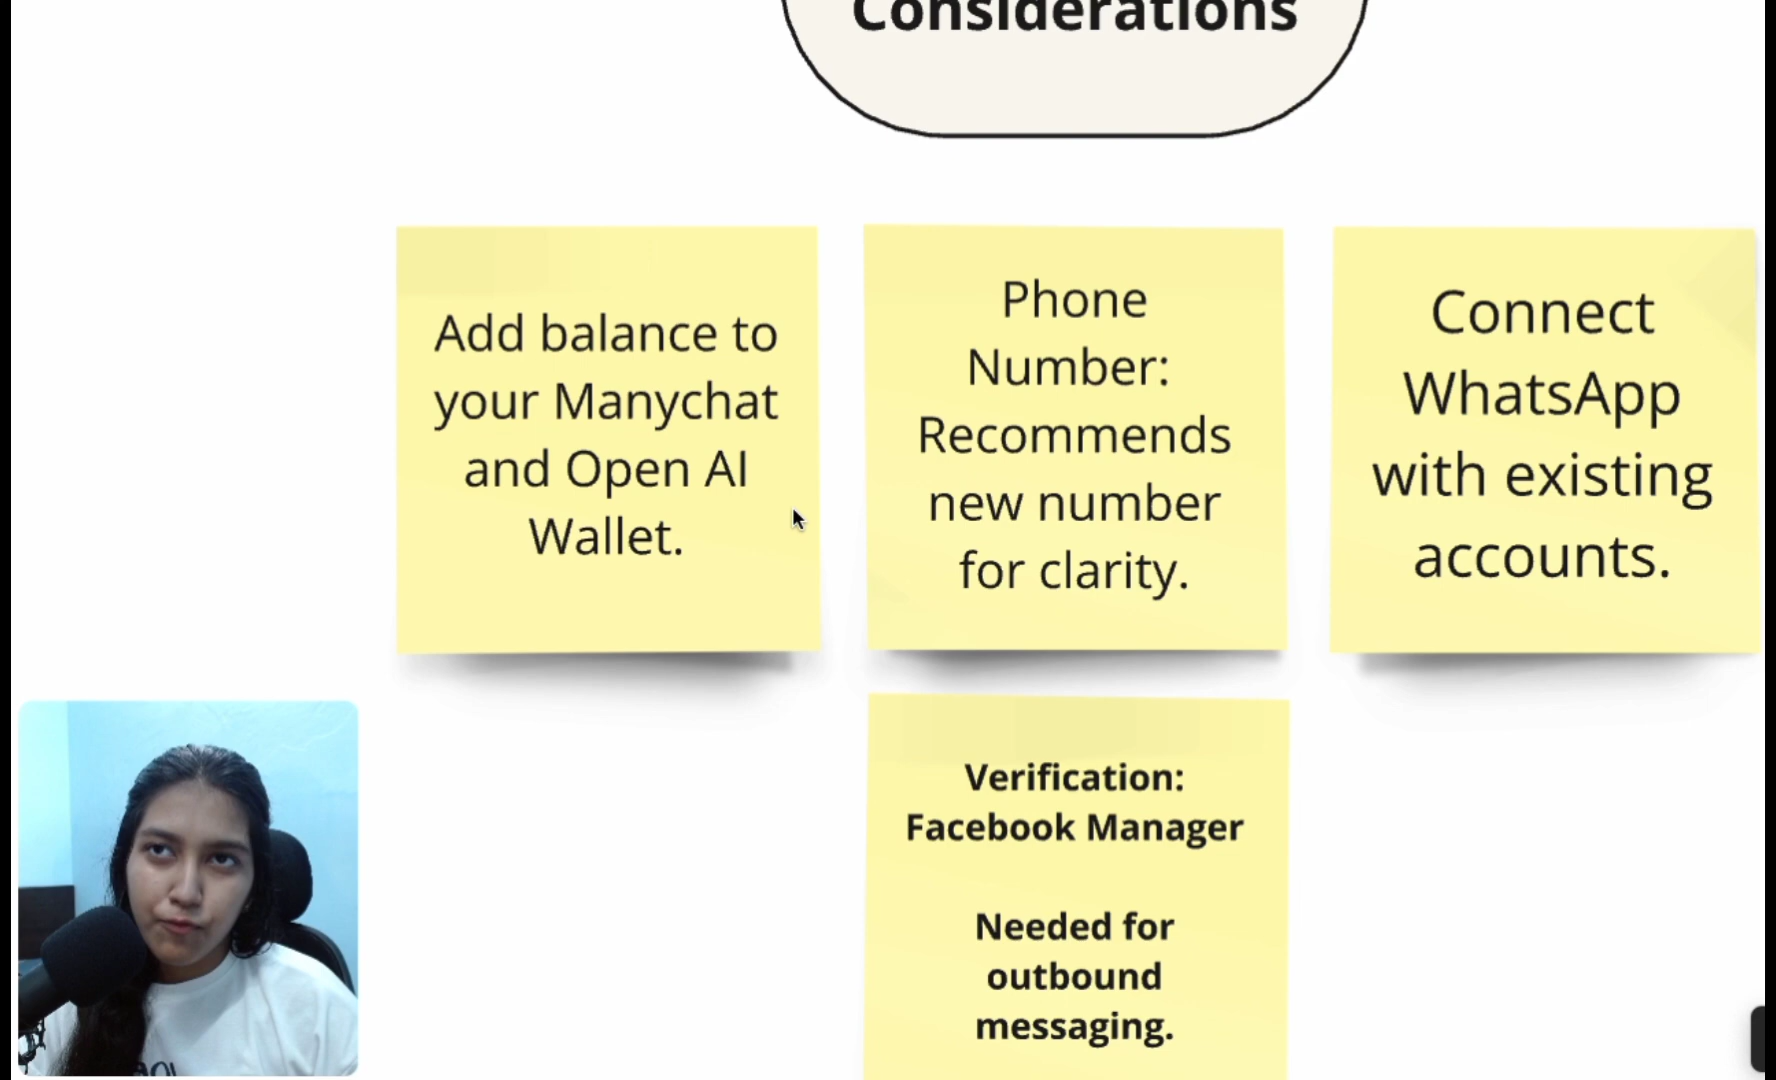 Considerations
Add balance to
your Manychat
and Open AI
Wallet.
Phone
Number:
Recommends
new number
for clarity.
Connect
WhatsApp
with existing
accounts.
Verification:
Facebook Manager
Needed for
outbound
messaging.